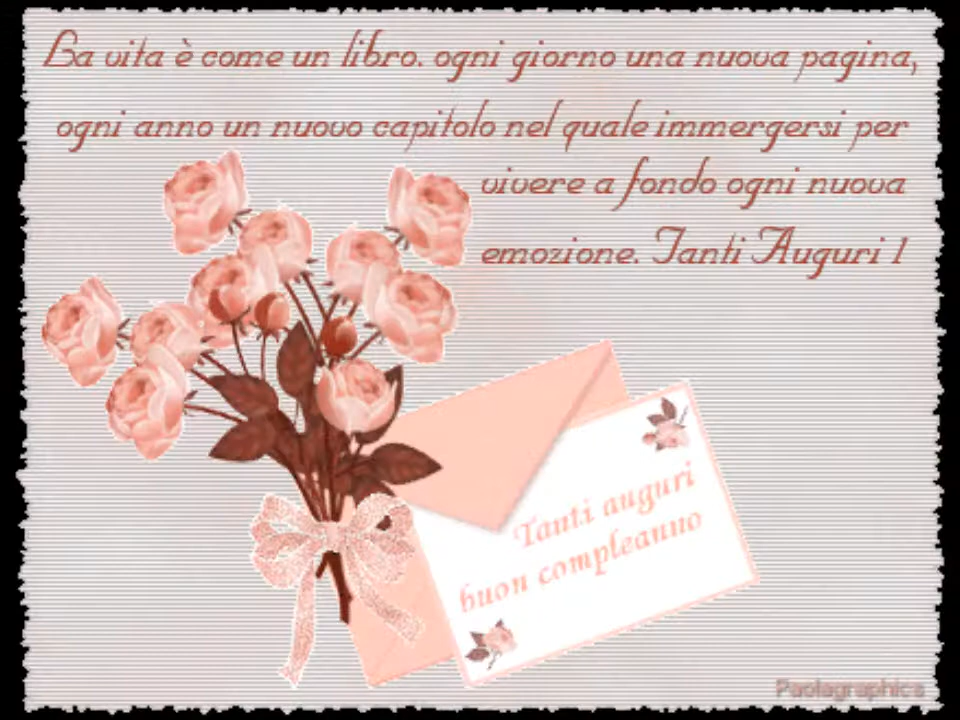 La vita è come un libro. ogni giorno una nuova pagina,
ogni anno un nuovo capitolo nel quale immergersi per
vivere a fondo ogni nuova
emozione. Tanti Auguri !
Tanti auguri
buon compleanno
Paolagraphics